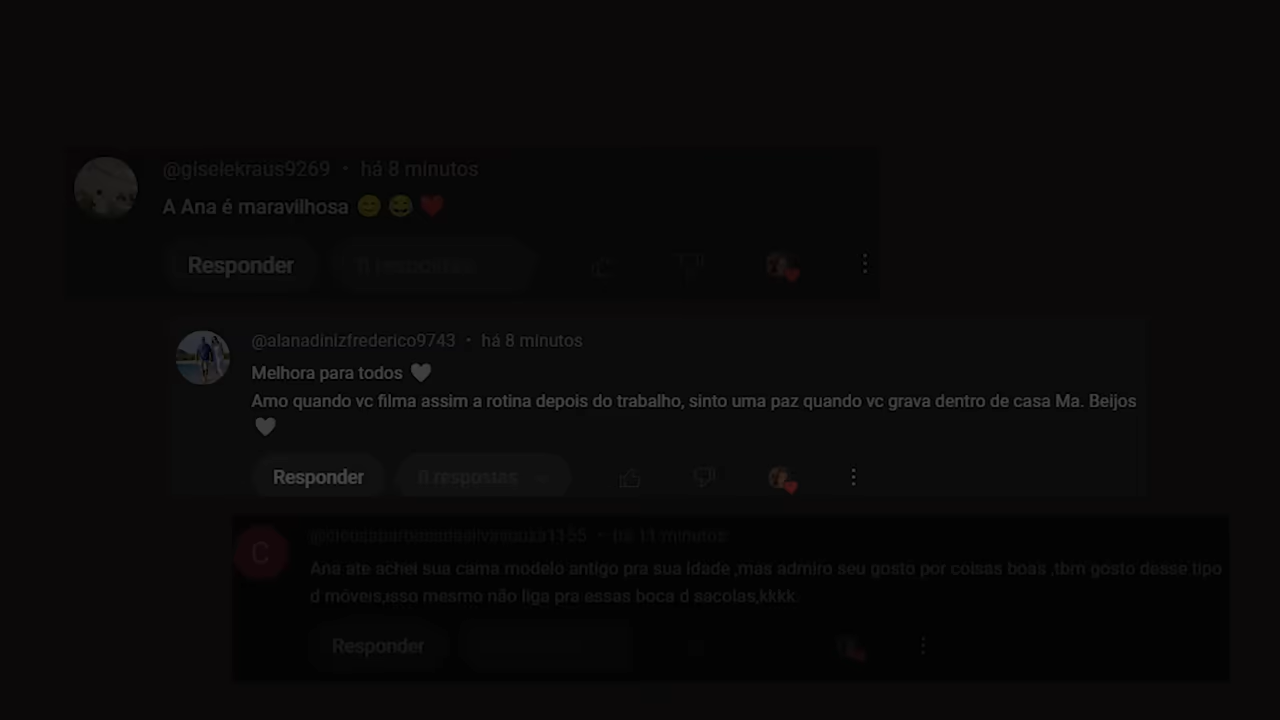 @giselekraus9269 • há 8 minutos
A Ana é maravilhosa 😊 😂 ❤️
Responder
@alanadinizfrederico9743 • há 8 minutos
Melhora para todos 🤍
Amo quando vc filma assim a rotina depois do trabalho, sinto uma paz quando vc grava dentro de casa Ma. Beijos
🤍
Responder 0 respostas
C
há 11 minutos
Ana ate achei sua cama modelo antigo pra sua idade ,mas admiro seu gosto por coisas boas ,tbm gosto desse tipo
d móveis,isso mesmo não liga pra essas boca d sacolas,kkkk
Responder